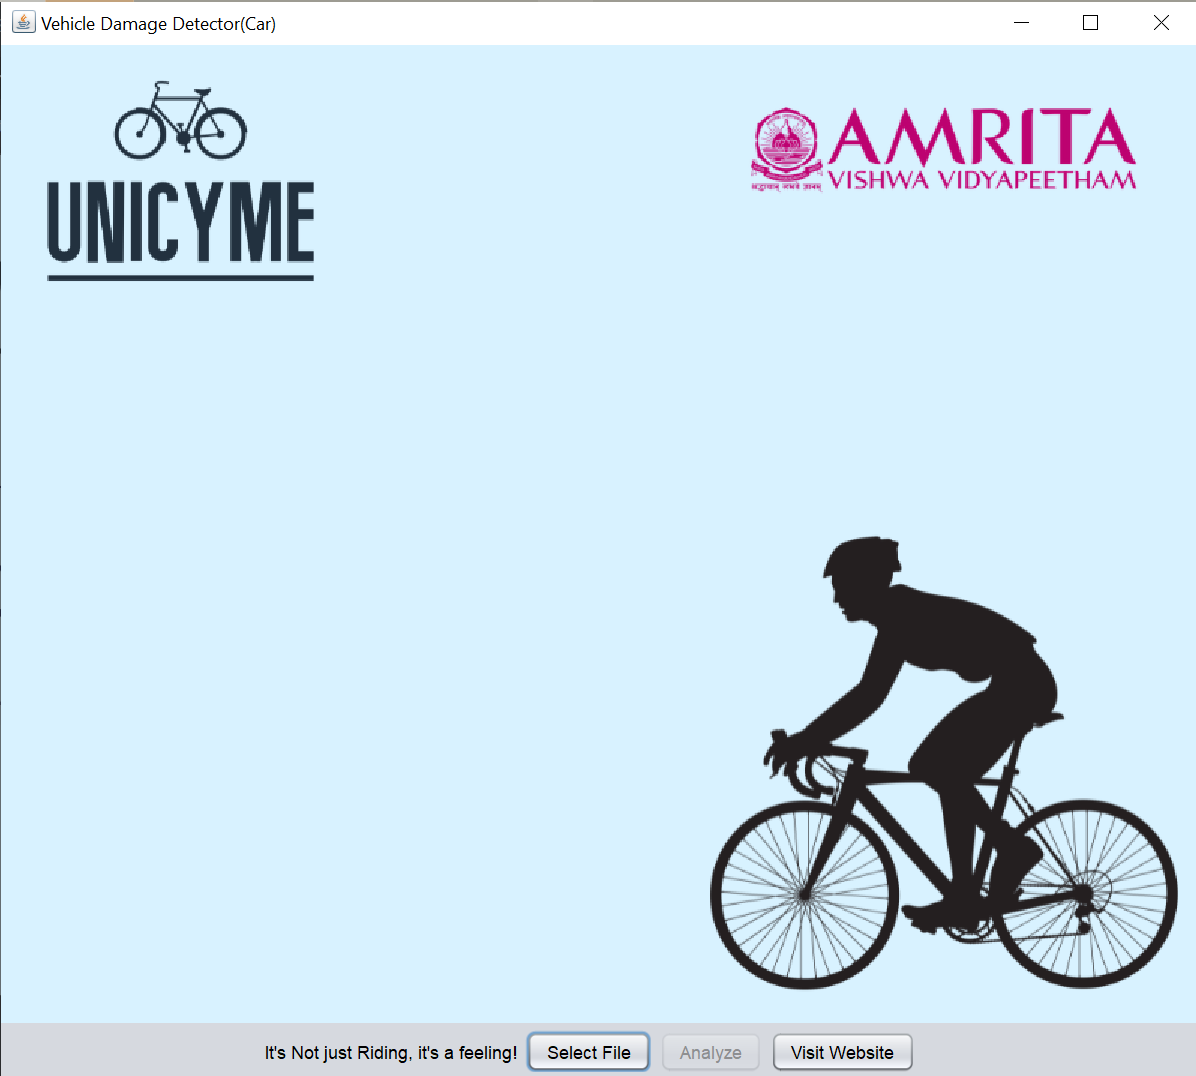 Vehicle Damage Detector(Car)
UNICYME
AMRITA
VISHWA VIDYAPEETHAM
It's Not just Riding, it's a feeling!
Select File
Analyze
Visit Website